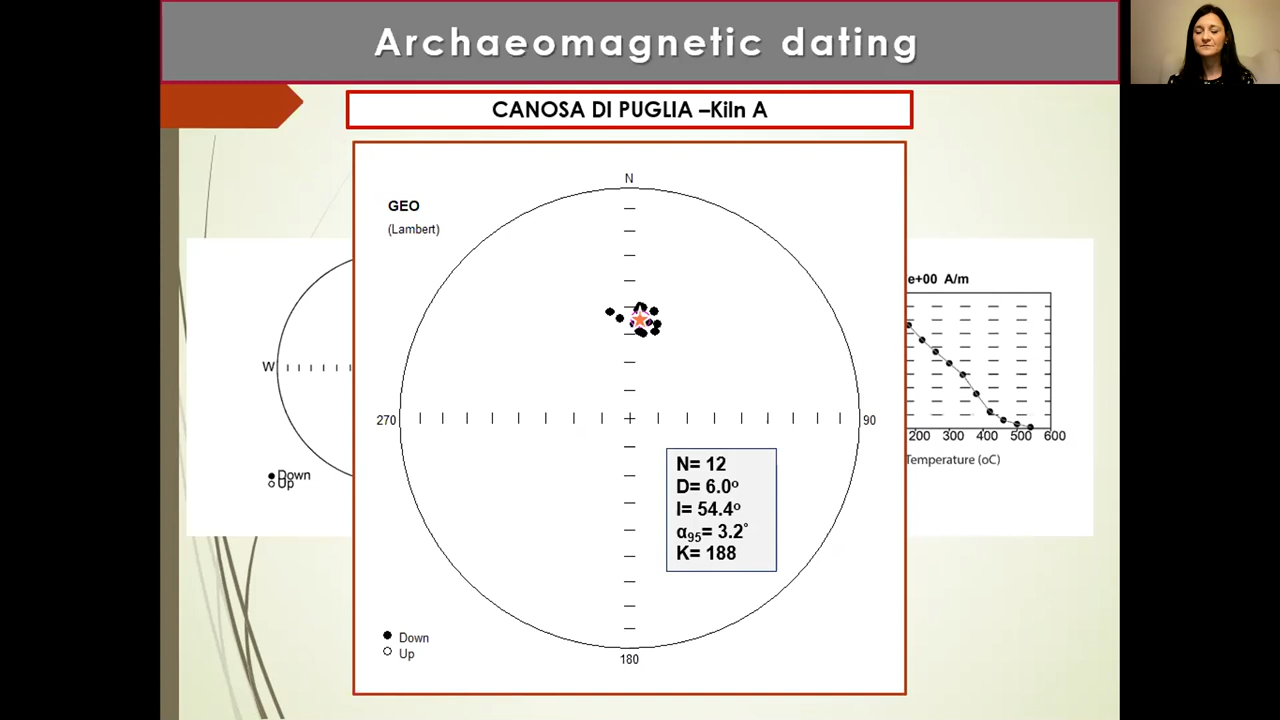 Archaeomagnetic dating
CANOSA DI PUGLIA –Kiln A
N
GEO
(Lambert)
e+00 A/m
W
270
90
200 300 400 500 600
Temperature (oC)
Down
Up
N= 12
D= 6.0º
I= 54.4º
α95= 3.2°
K= 188
Down
Up
180